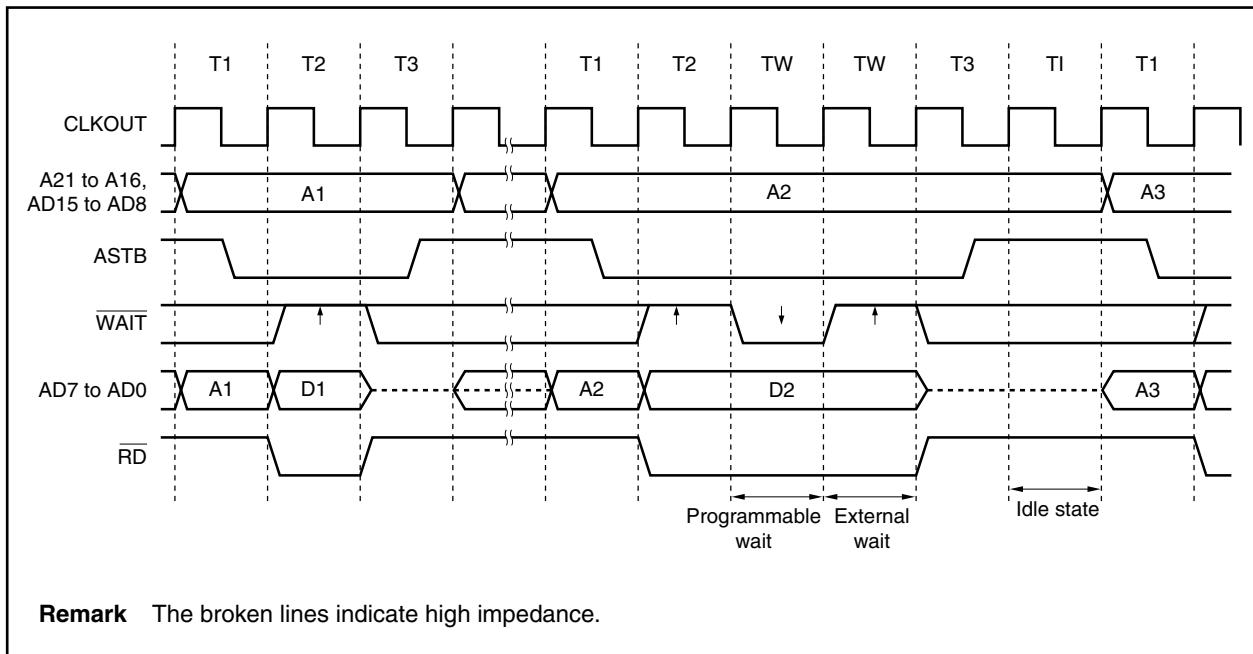 T1 T2 T3 T1 T2 TW TW T3 TI T1
CLKOUT
A21 to A16,
AD15 to AD8
A1 A2 A3
ASTB
WAIT
AD7 to AD0 A1 D1 A2 D2 A3
RD
Programmable
wait
External
wait
Idle state
Remark The broken lines indicate high impedance.